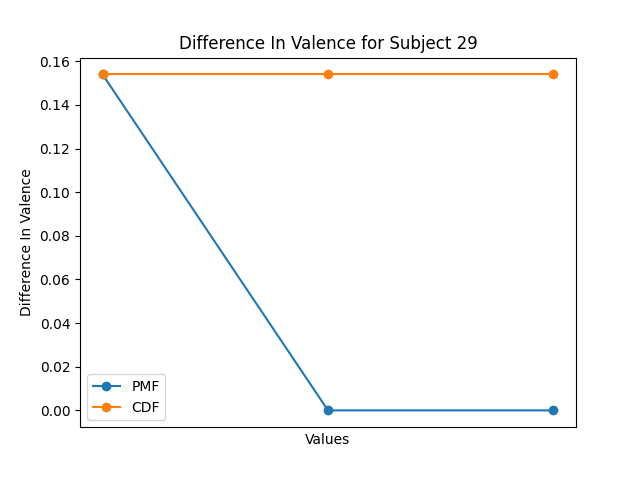 Difference In Valence for Subject 29
0.16
0.14
0.12
0.10
0.08
0.06
0.04
0.02
0.00
Difference In Valence
PMF
CDF
Values